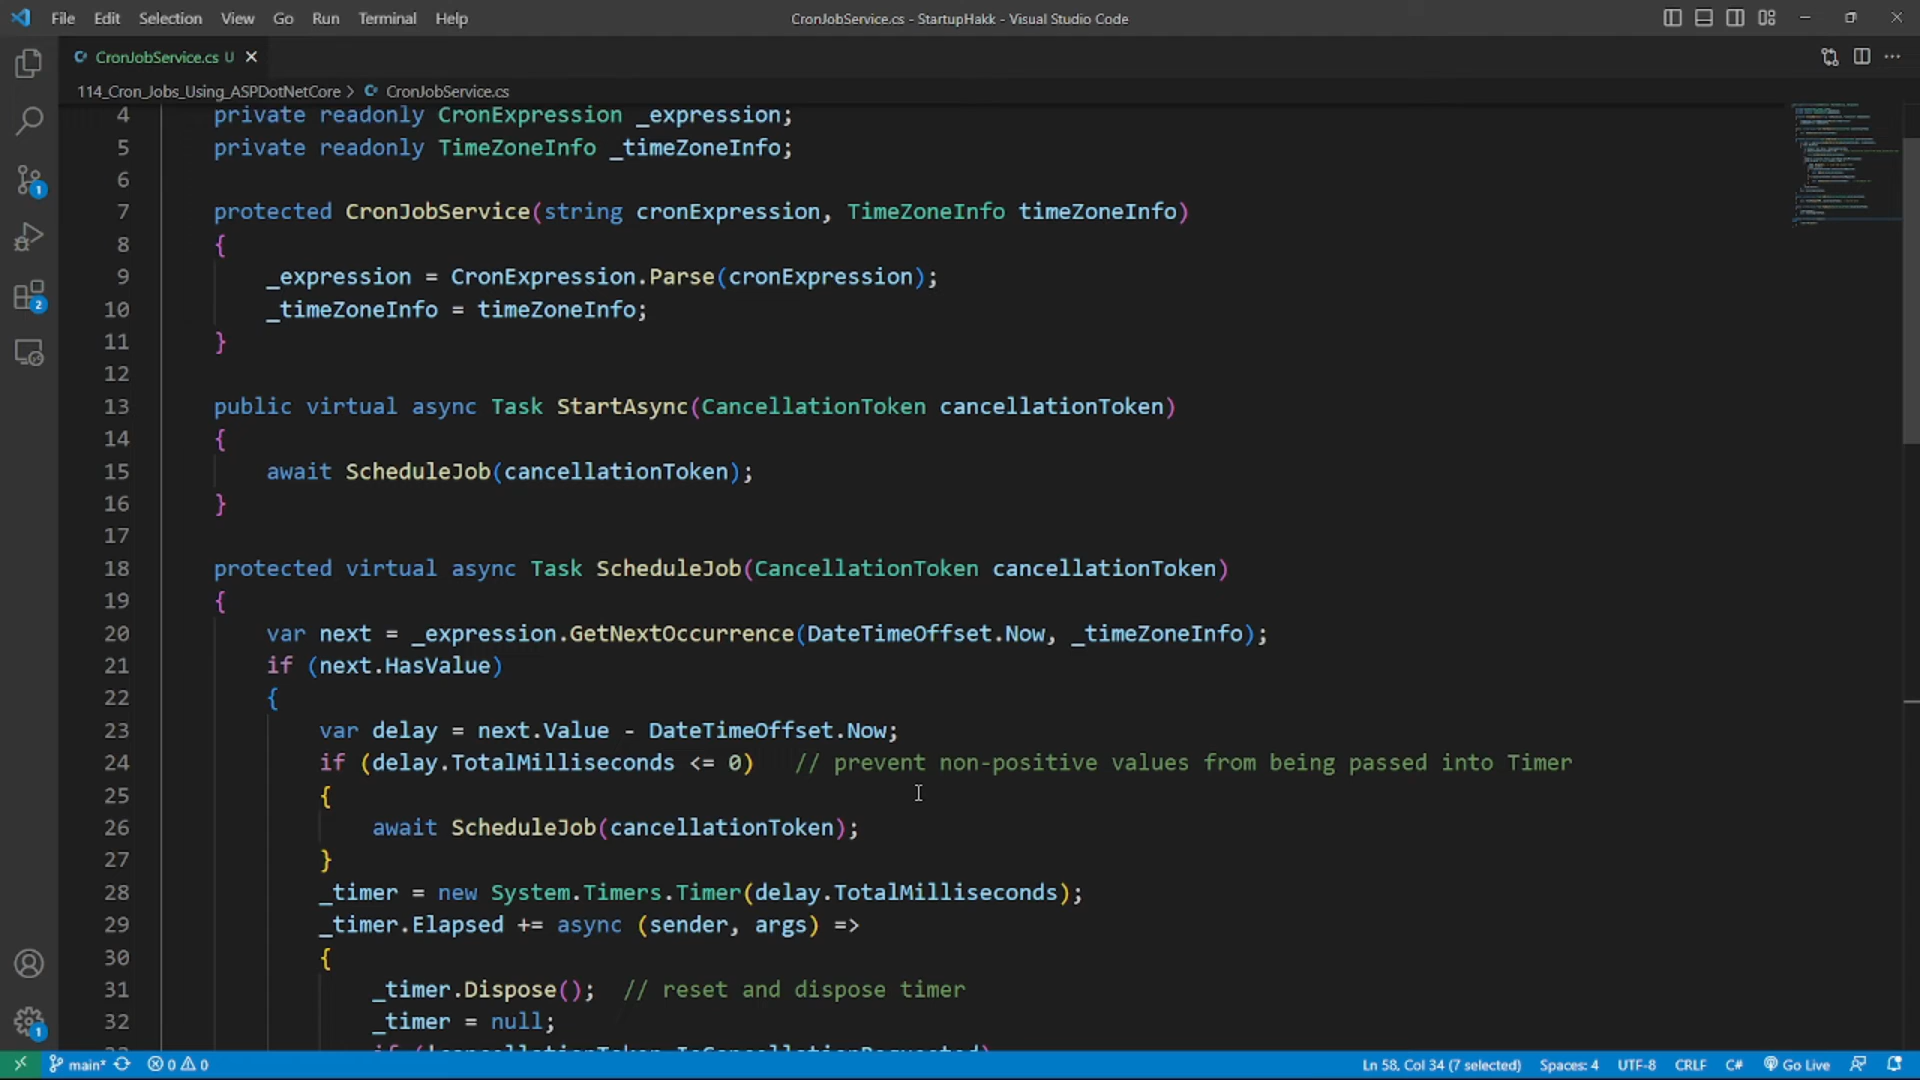 File Edit Selection View Go Run Terminal Help
CronJobService.cs - StartupHakk - Visual Studio Code
CronJobService.cs U
114_Cron_Jobs_Using_ASPDotNetCore > CronJobService.cs
4 private readonly CronExpression _expression;
5 private readonly TimeZoneInfo _timeZoneInfo;
6
7 protected CronJobService(string cronExpression, TimeZoneInfo timeZoneInfo)
8 {
9 _expression = CronExpression.Parse(cronExpression);
10 _timeZoneInfo = timeZoneInfo;
11 }
12
13 public virtual async Task StartAsync(CancellationToken cancellationToken)
14 {
15 await ScheduleJob(cancellationToken);
16 }
17
18 protected virtual async Task ScheduleJob(CancellationToken cancellationToken)
19 {
20 var next = _expression.GetNextOccurrence(DateTimeOffset.Now, _timeZoneInfo);
21 if (next.HasValue)
22 {
23 var delay = next.Value - DateTimeOffset.Now;
24 if (delay.TotalMilliseconds <= 0) // prevent non-positive values from being passed into Timer
25 {
26 await ScheduleJob(cancellationToken);
27 }
28 _timer = new System.Timers.Timer(delay.TotalMilliseconds);
29 _timer.Elapsed += async (sender, args) =>
30 {
31 _timer.Dispose(); // reset and dispose timer
32 _timer = null;
33 if (!cancellationToken.IsCancellationRequested)
1
2
1
main* 0 0
Ln 58, Col 34 (7 selected) Spaces: 4 UTF-8 CRLF C# Go Live